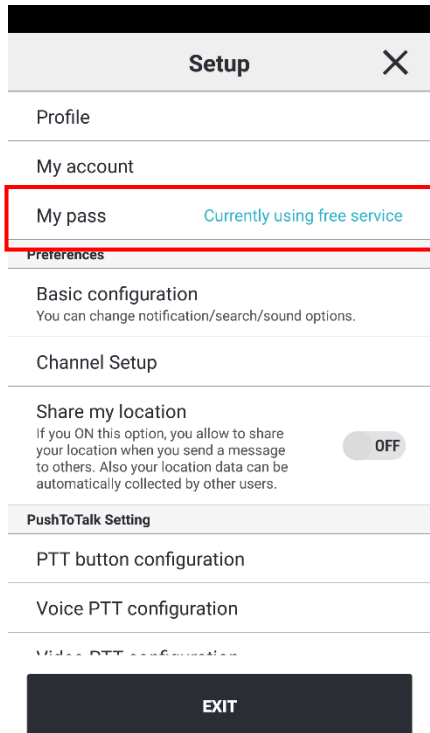 Setup
Profile
My account
My pass Currently using free service
Preferences
Basic configuration
You can change notification/search/sound options.
Channel Setup
Share my location
If you ON this option, you allow to share
your location when you send a message
to others. Also your location data can be
automatically collected by other users.
OFF
PushToTalk Setting
PTT button configuration
Voice PTT configuration
Video PTT configuration
EXIT